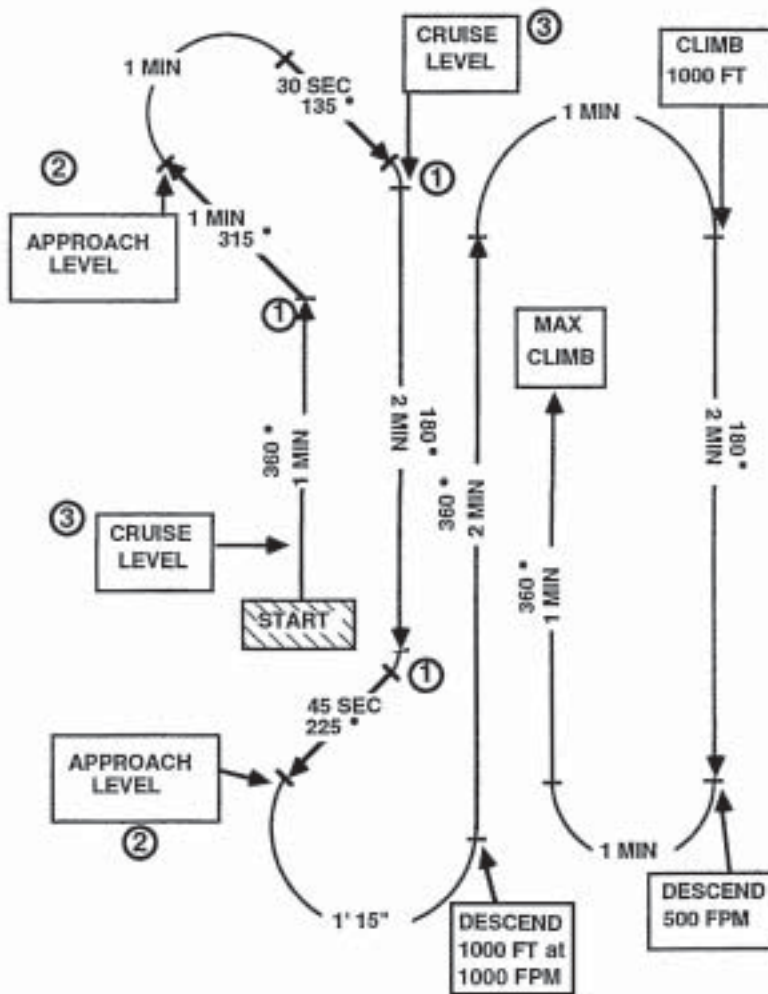 START
③
CRUISE
LEVEL
1 MIN
360 °
①
1 MIN
315 °
②
APPROACH
LEVEL
1 MIN
30 SEC
135 °
③
CRUISE
LEVEL
①
2 MIN
180 °
①
45 SEC
225 °
APPROACH
LEVEL
②
1' 15"
DESCEND
1000 FT at
1000 FPM
2 MIN
360 °
1 MIN
CLIMB
1000 FT
2 MIN
180 °
DESCEND
500 FPM
1 MIN
1 MIN
360 °
MAX
CLIMB